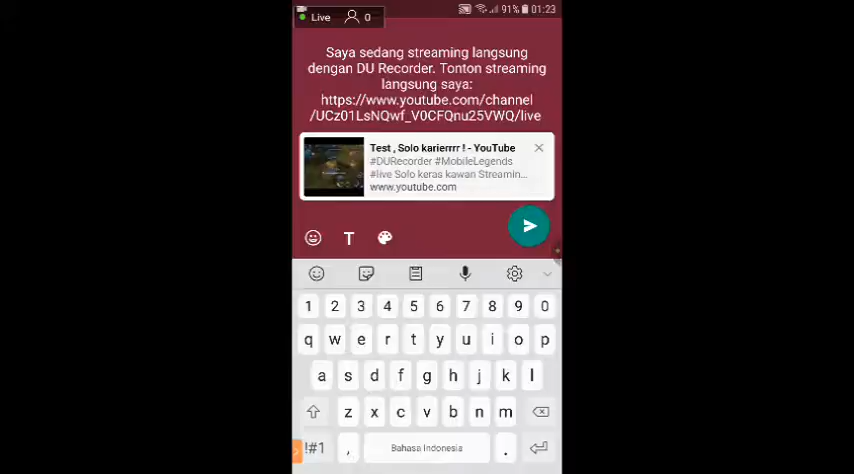 Live 0 91% 01:23
Saya sedang streaming langsung
dengan DU Recorder. Tonton streaming
langsung saya:
https://www.youtube.com/channel
/UCz01LsNQwf_V0CFQnu25VWQ/live
Test , Solo karierrrr ! - YouTube
#DURecorder #MobileLegends
#live Solo keras kawan Streamin...
www.youtube.com
T
1 2 3 4 5 6 7 8 9 0
q w e r t y u i o p
a s d f g h j k l
z x c v b n m
!#1 , Bahasa Indonesia .